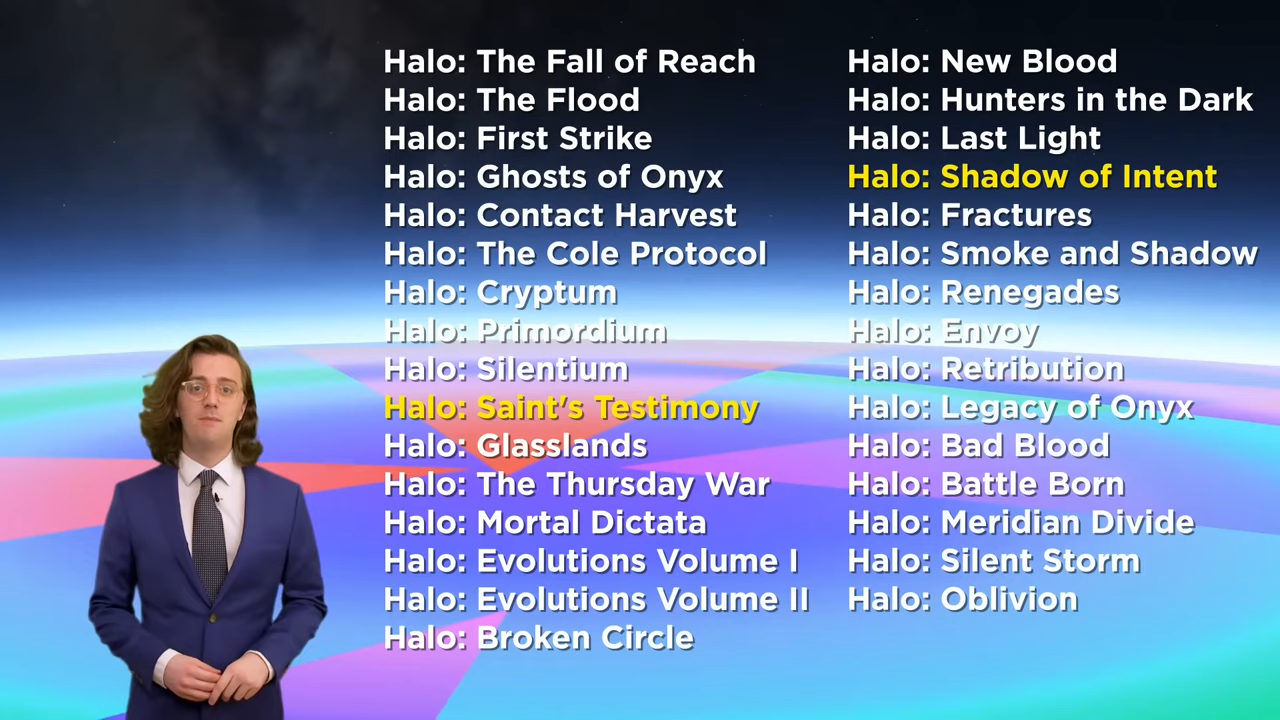 Halo: The Fall of Reach
Halo: The Flood
Halo: First Strike
Halo: Ghosts of Onyx
Halo: Contact Harvest
Halo: The Cole Protocol
Halo: Cryptum
Halo: Primordium
Halo: Silentium
Halo: Saint's Testimony
Halo: Glasslands
Halo: The Thursday War
Halo: Mortal Dictata
Halo: Evolutions Volume I
Halo: Evolutions Volume II
Halo: Broken Circle
Halo: New Blood
Halo: Hunters in the Dark
Halo: Last Light
Halo: Shadow of Intent
Halo: Fractures
Halo: Smoke and Shadow
Halo: Renegades
Halo: Envoy
Halo: Retribution
Halo: Legacy of Onyx
Halo: Bad Blood
Halo: Battle Born
Halo: Meridian Divide
Halo: Silent Storm
Halo: Oblivion